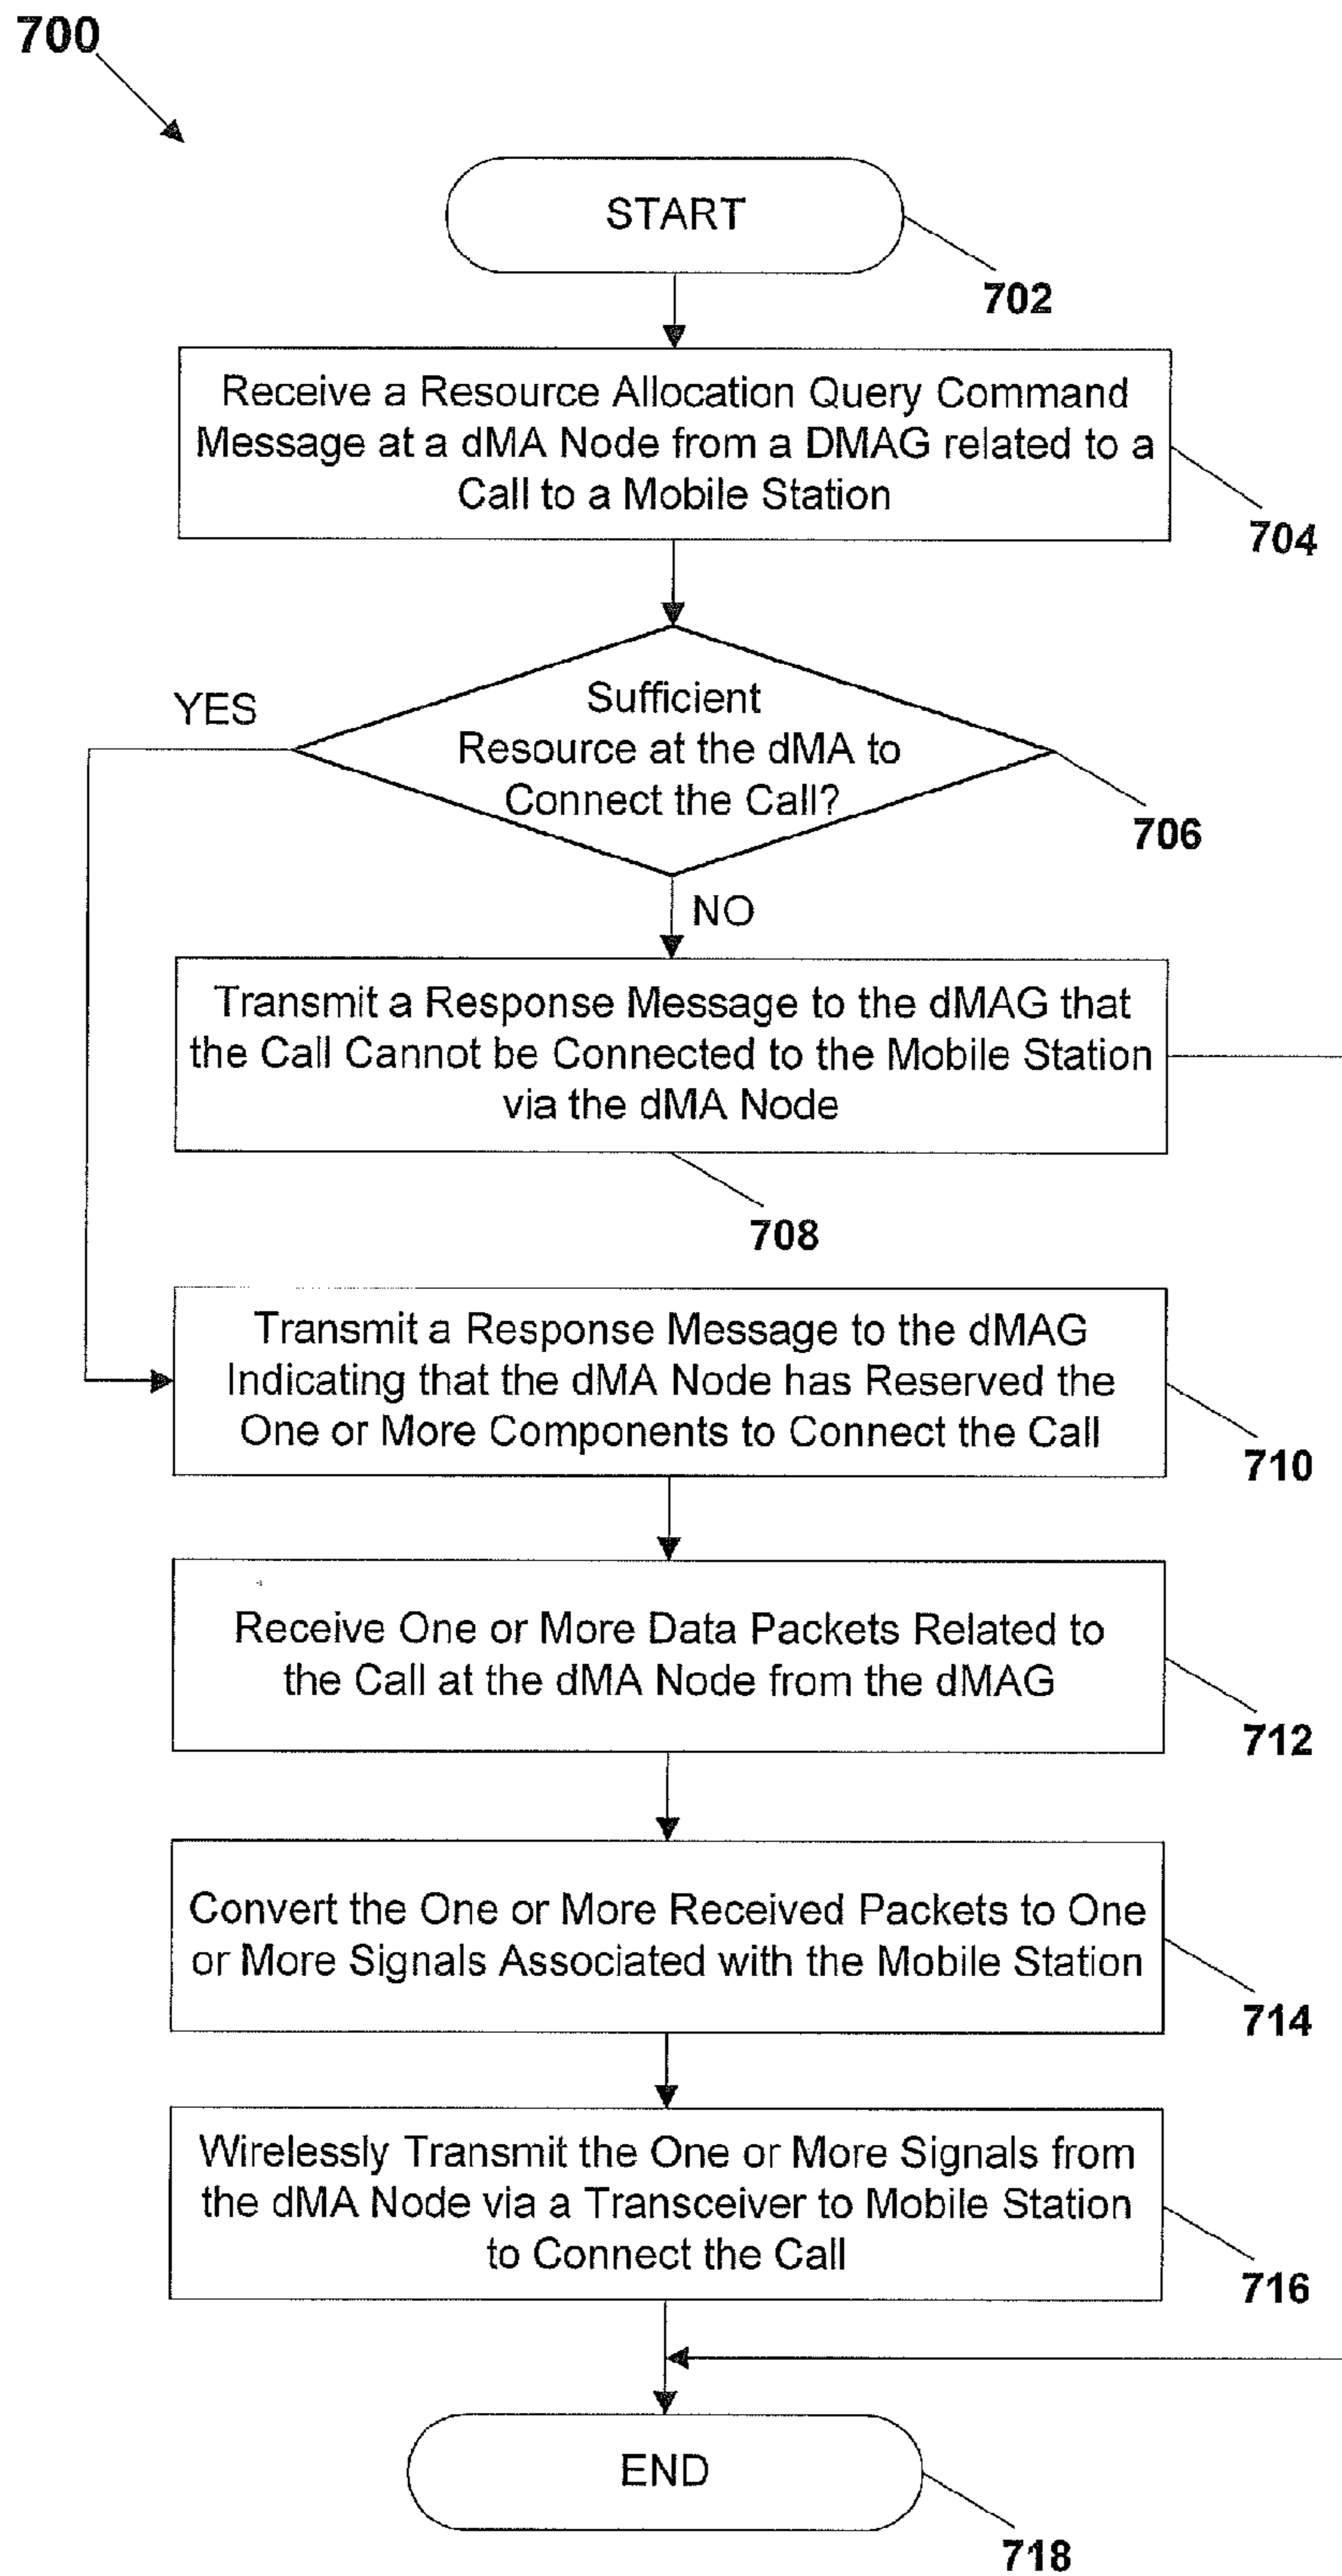 700
START
702
Receive a Resource Allocation Query Command
Message at a dMA Node from a DMAG related to a
Call to a Mobile Station
704
YES
Sufficient
Resource at the dMA to
Connect the Call?
706
NO
Transmit a Response Message to the dMAG that
the Call Cannot be Connected to the Mobile Station
via the dMA Node
708
Transmit a Response Message to the dMAG
Indicating that the dMA Node has Reserved the
One or More Components to Connect the Call
710
Receive One or More Data Packets Related to
the Call at the dMA Node from the dMAG
712
Convert the One or More Received Packets to One
or More Signals Associated with the Mobile Station
714
Wirelessly Transmit the One or More Signals from
the dMA Node via a Transceiver to Mobile Station
to Connect the Call
716
END
718